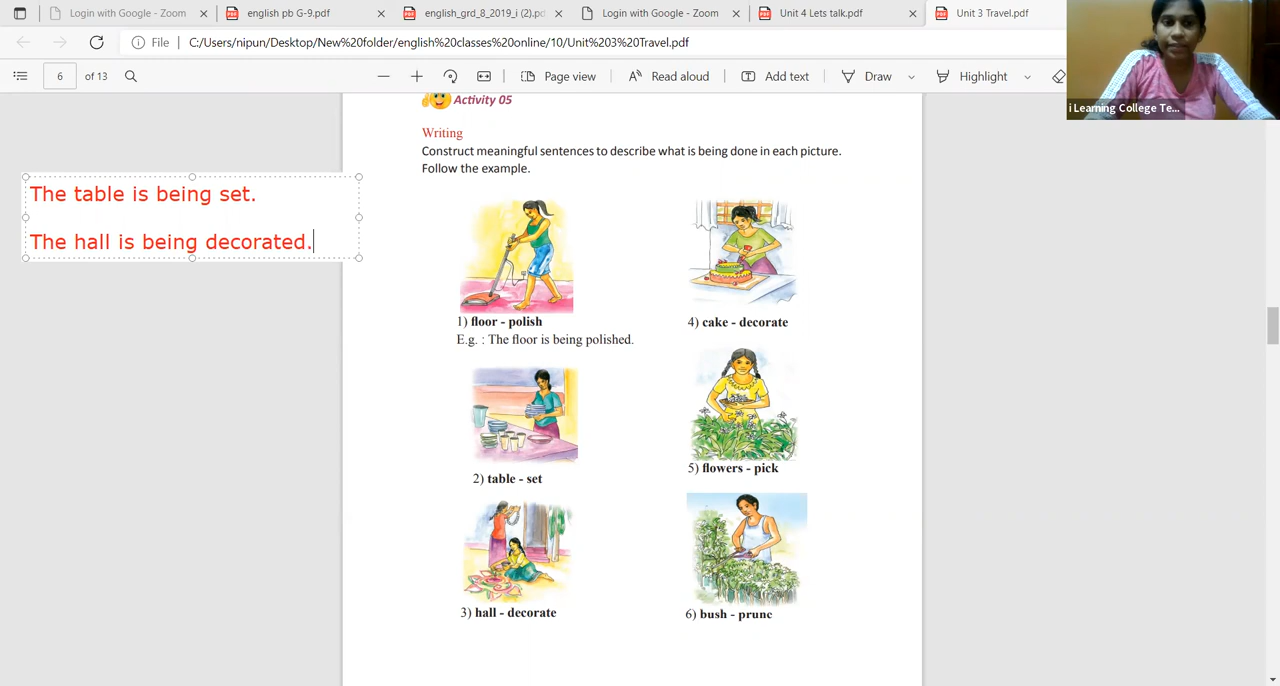 Login with Google - Zoom
english pb G-9.pdf
english_grd_8_2019_i (2).pd
Login with Google - Zoom
Unit 4 Lets talk.pdf
Unit 3 Travel.pdf
File
C:/Users/nipun/Desktop/New%20folder/english%20classes%20online/10/Unit%203%20Travel.pdf
6 of 13
Page view
Read aloud
Add text
Draw
Highlight
i Learning College Te...
Activity 05
Writing
Construct meaningful sentences to describe what is being done in each picture.
Follow the example.
The table is being set.
The hall is being decorated.
1) floor - polish
E.g. : The floor is being polished.
4) cake - decorate
2) table - set
5) flowers - pick
3) hall - decorate
6) bush - prune